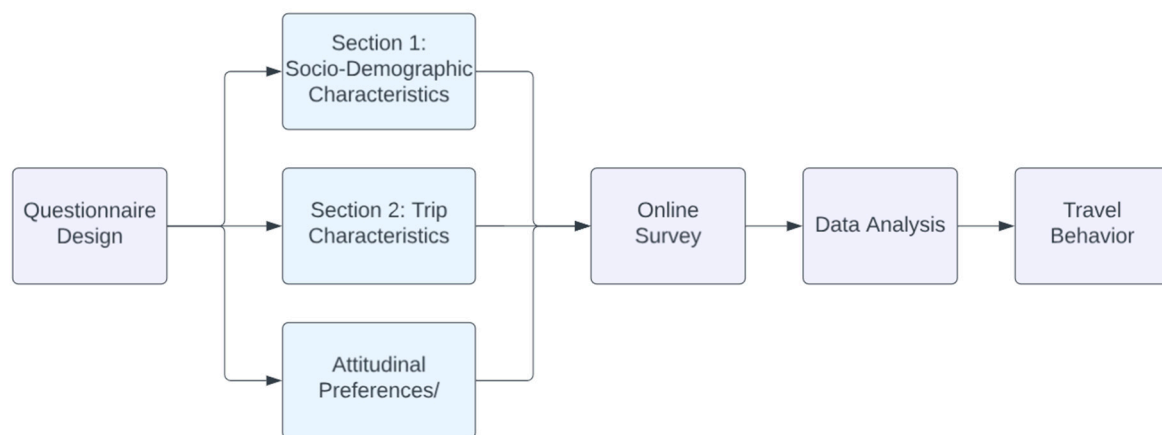 Section 1:
Socio-Demographic
Characteristics
Questionnaire
Design
Section 2: Trip
Characteristics
Online
Survey
Data Analysis
Travel
Behavior
Attitudinal
Preferences/